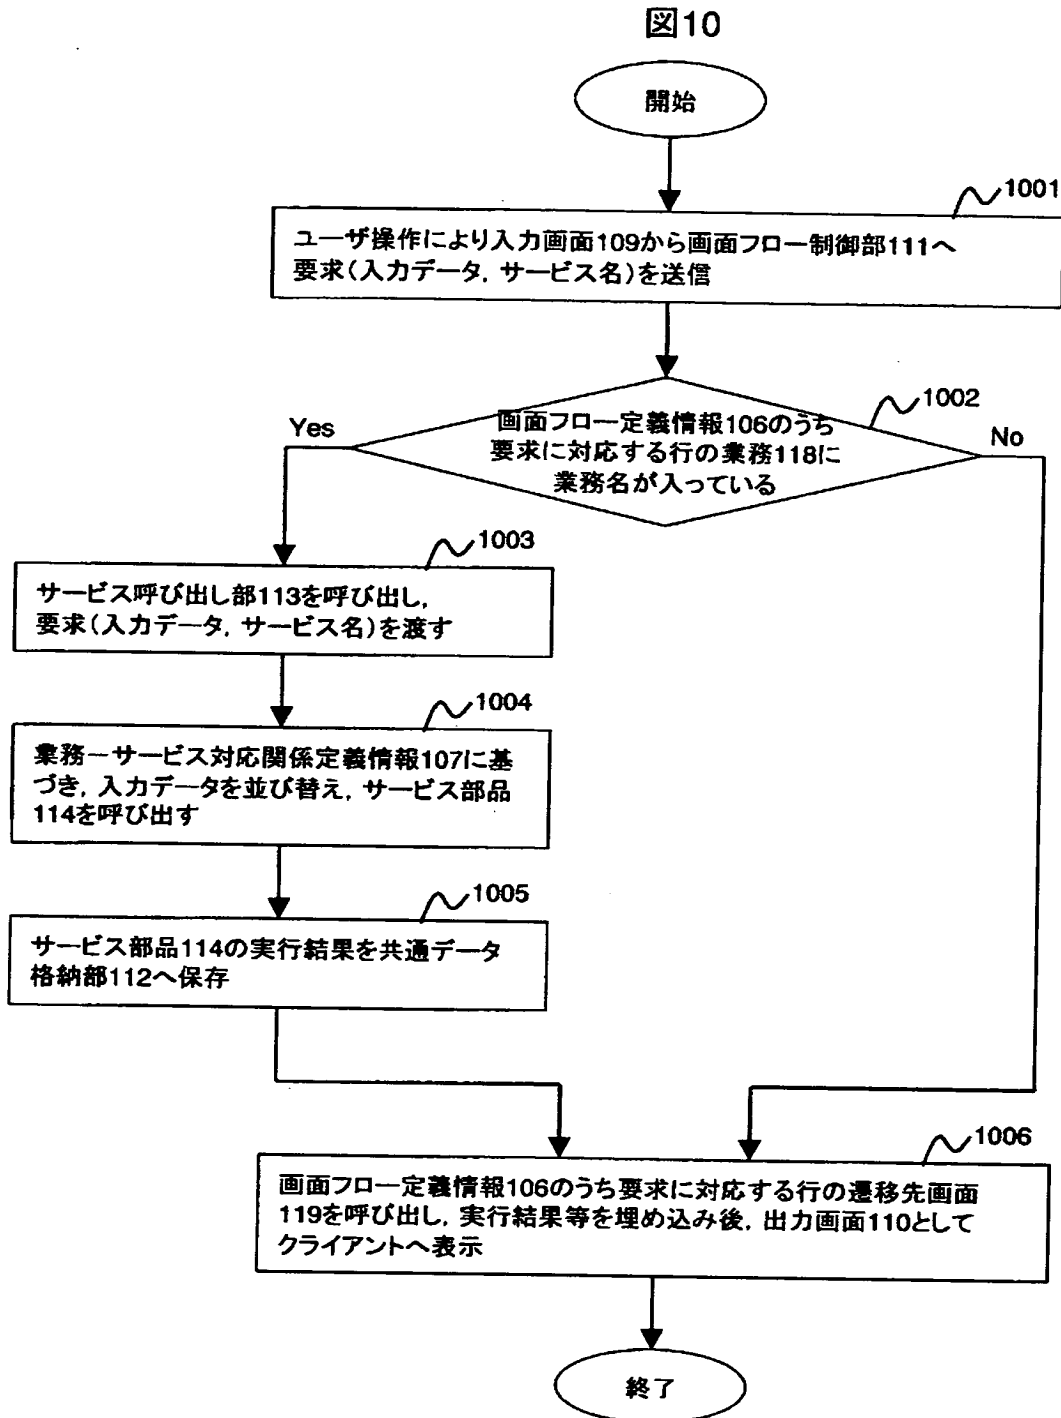 図10
開始
1001
ユーザ操作により入力画面109から画面フロー制御部111へ
要求(入力データ, サービス名)を送信
1002
画面フロー定義情報106のうち
要求に対応する行の業務118に
業務名が入っている
Yes
No
1003
サービス呼び出し部113を呼び出し,
要求(入力データ, サービス名)を渡す
1004
業務－サービス対応関係定義情報107に基
づき, 入力データを並び替え, サービス部品
114を呼び出す
1005
サービス部品114の実行結果を共通データ
格納部112へ保存
1006
画面フロー定義情報106のうち要求に対応する行の遷移先画面
119を呼び出し, 実行結果等を埋め込み後, 出力画面110として
クライアントへ表示
終了